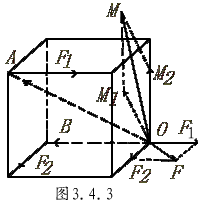 M
A F₁ M₂
M₁
B O F₁
F₂ F₂ F
图3.4.3